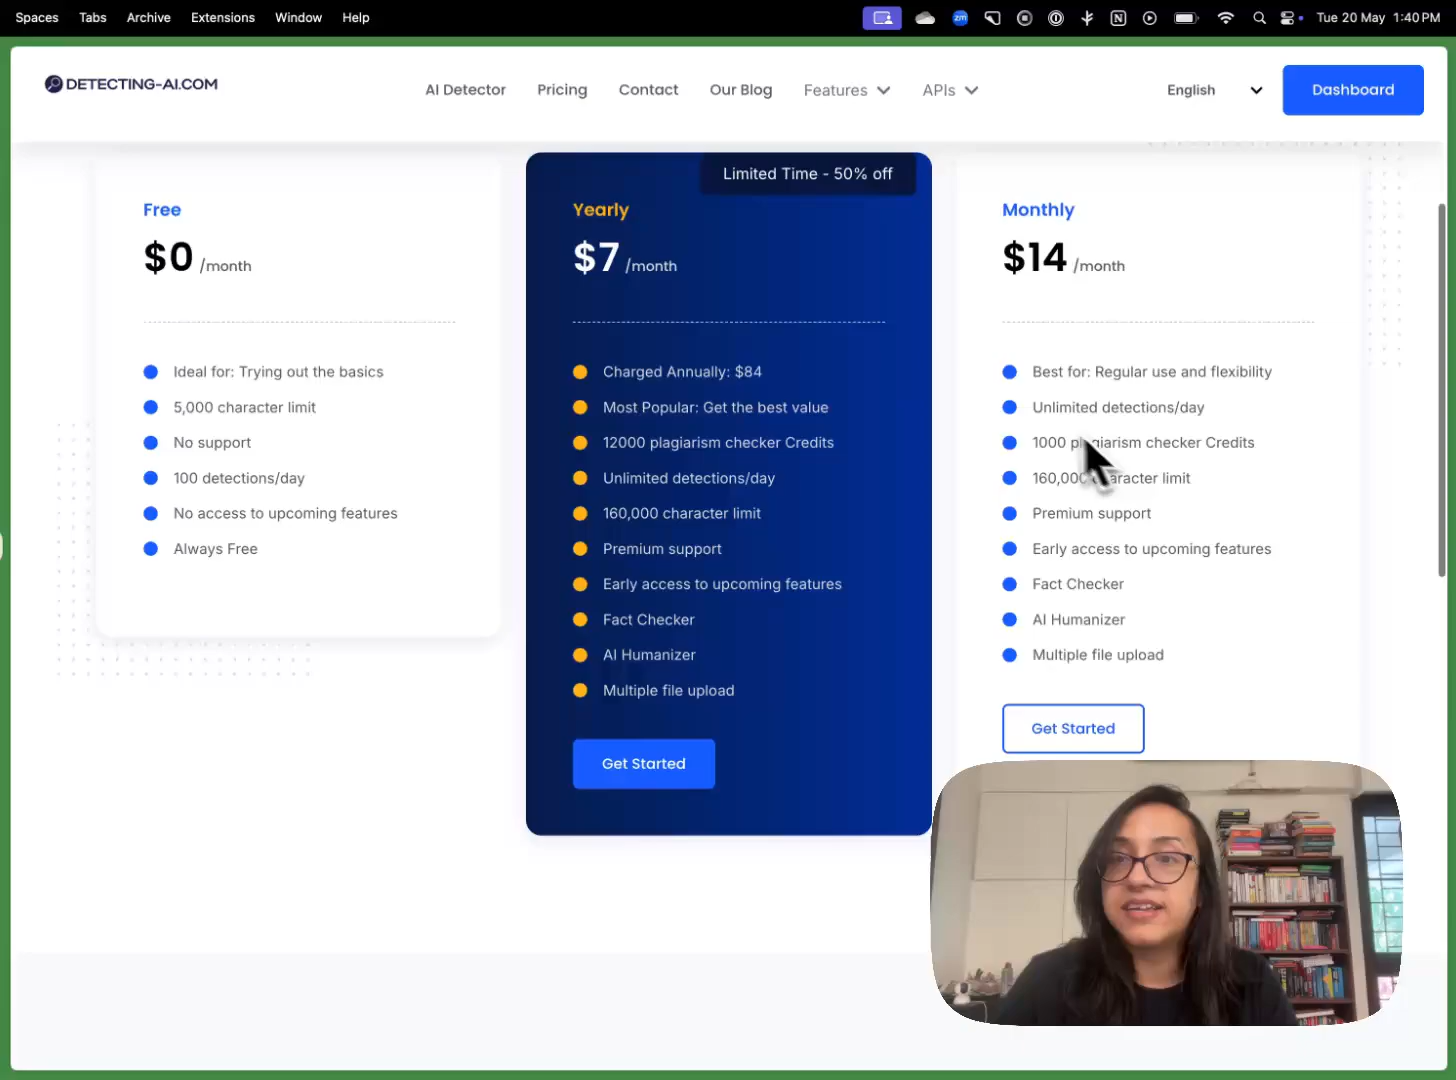 Spaces Tabs Archive Extensions Window Help
zm
N
Tue 20 May 1:40 PM
DETECTING-AI.COM
AI Detector Pricing Contact Our Blog Features APIs
English
Dashboard
Free
$0 /month
Ideal for: Trying out the basics
5,000 character limit
No support
100 detections/day
No access to upcoming features
Always Free
Limited Time - 50% off
Yearly
$7 /month
Charged Annually: $84
Most Popular: Get the best value
12000 plagiarism checker Credits
Unlimited detections/day
160,000 character limit
Premium support
Early access to upcoming features
Fact Checker
AI Humanizer
Multiple file upload
Get Started
Monthly
$14 /month
Best for: Regular use and flexibility
Unlimited detections/day
1000 plagiarism checker Credits
160,000 character limit
Premium support
Early access to upcoming features
Fact Checker
AI Humanizer
Multiple file upload
Get Started